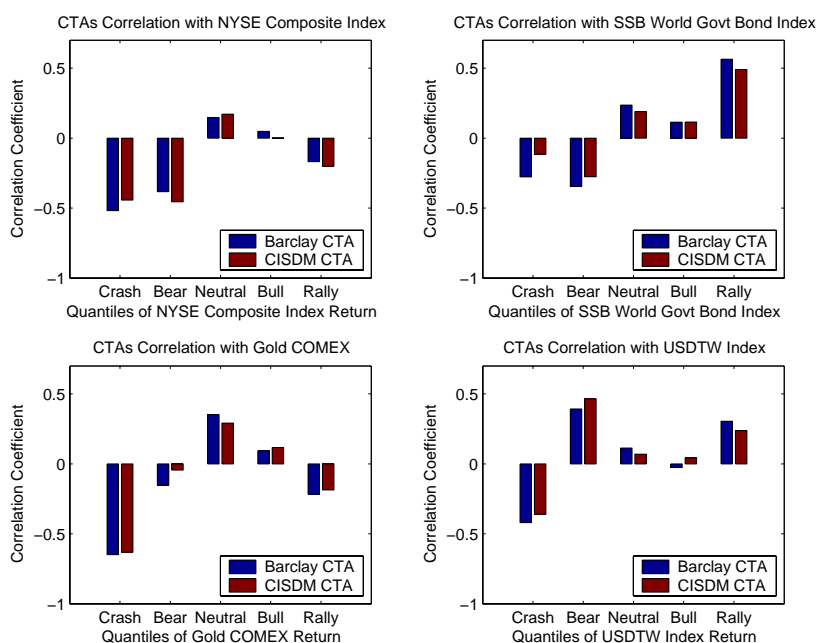 CTAs Correlation with NYSE Composite Index
0.5
0
−0.5
−1
Correlation Coefficient
Barclay CTA
CISDM CTA
Crash Bear Neutral Bull Rally
Quantiles of NYSE Composite Index Return
CTAs Correlation with SSB World Govt Bond Index
0.5
0
−0.5
−1
Correlation Coefficient
Barclay CTA
CISDM CTA
Crash Bear Neutral Bull Rally
Quantiles of SSB World Govt Bond Index
CTAs Correlation with Gold COMEX
0.5
0
−0.5
−1
Correlation Coefficient
Barclay CTA
CISDM CTA
Crash Bear Neutral Bull Rally
Quantiles of Gold COMEX Return
CTAs Correlation with USDTW Index
0.5
0
−0.5
−1
Correlation Coefficient
Barclay CTA
CISDM CTA
Crash Bear Neutral Bull Rally
Quantiles of USDTW Index Return